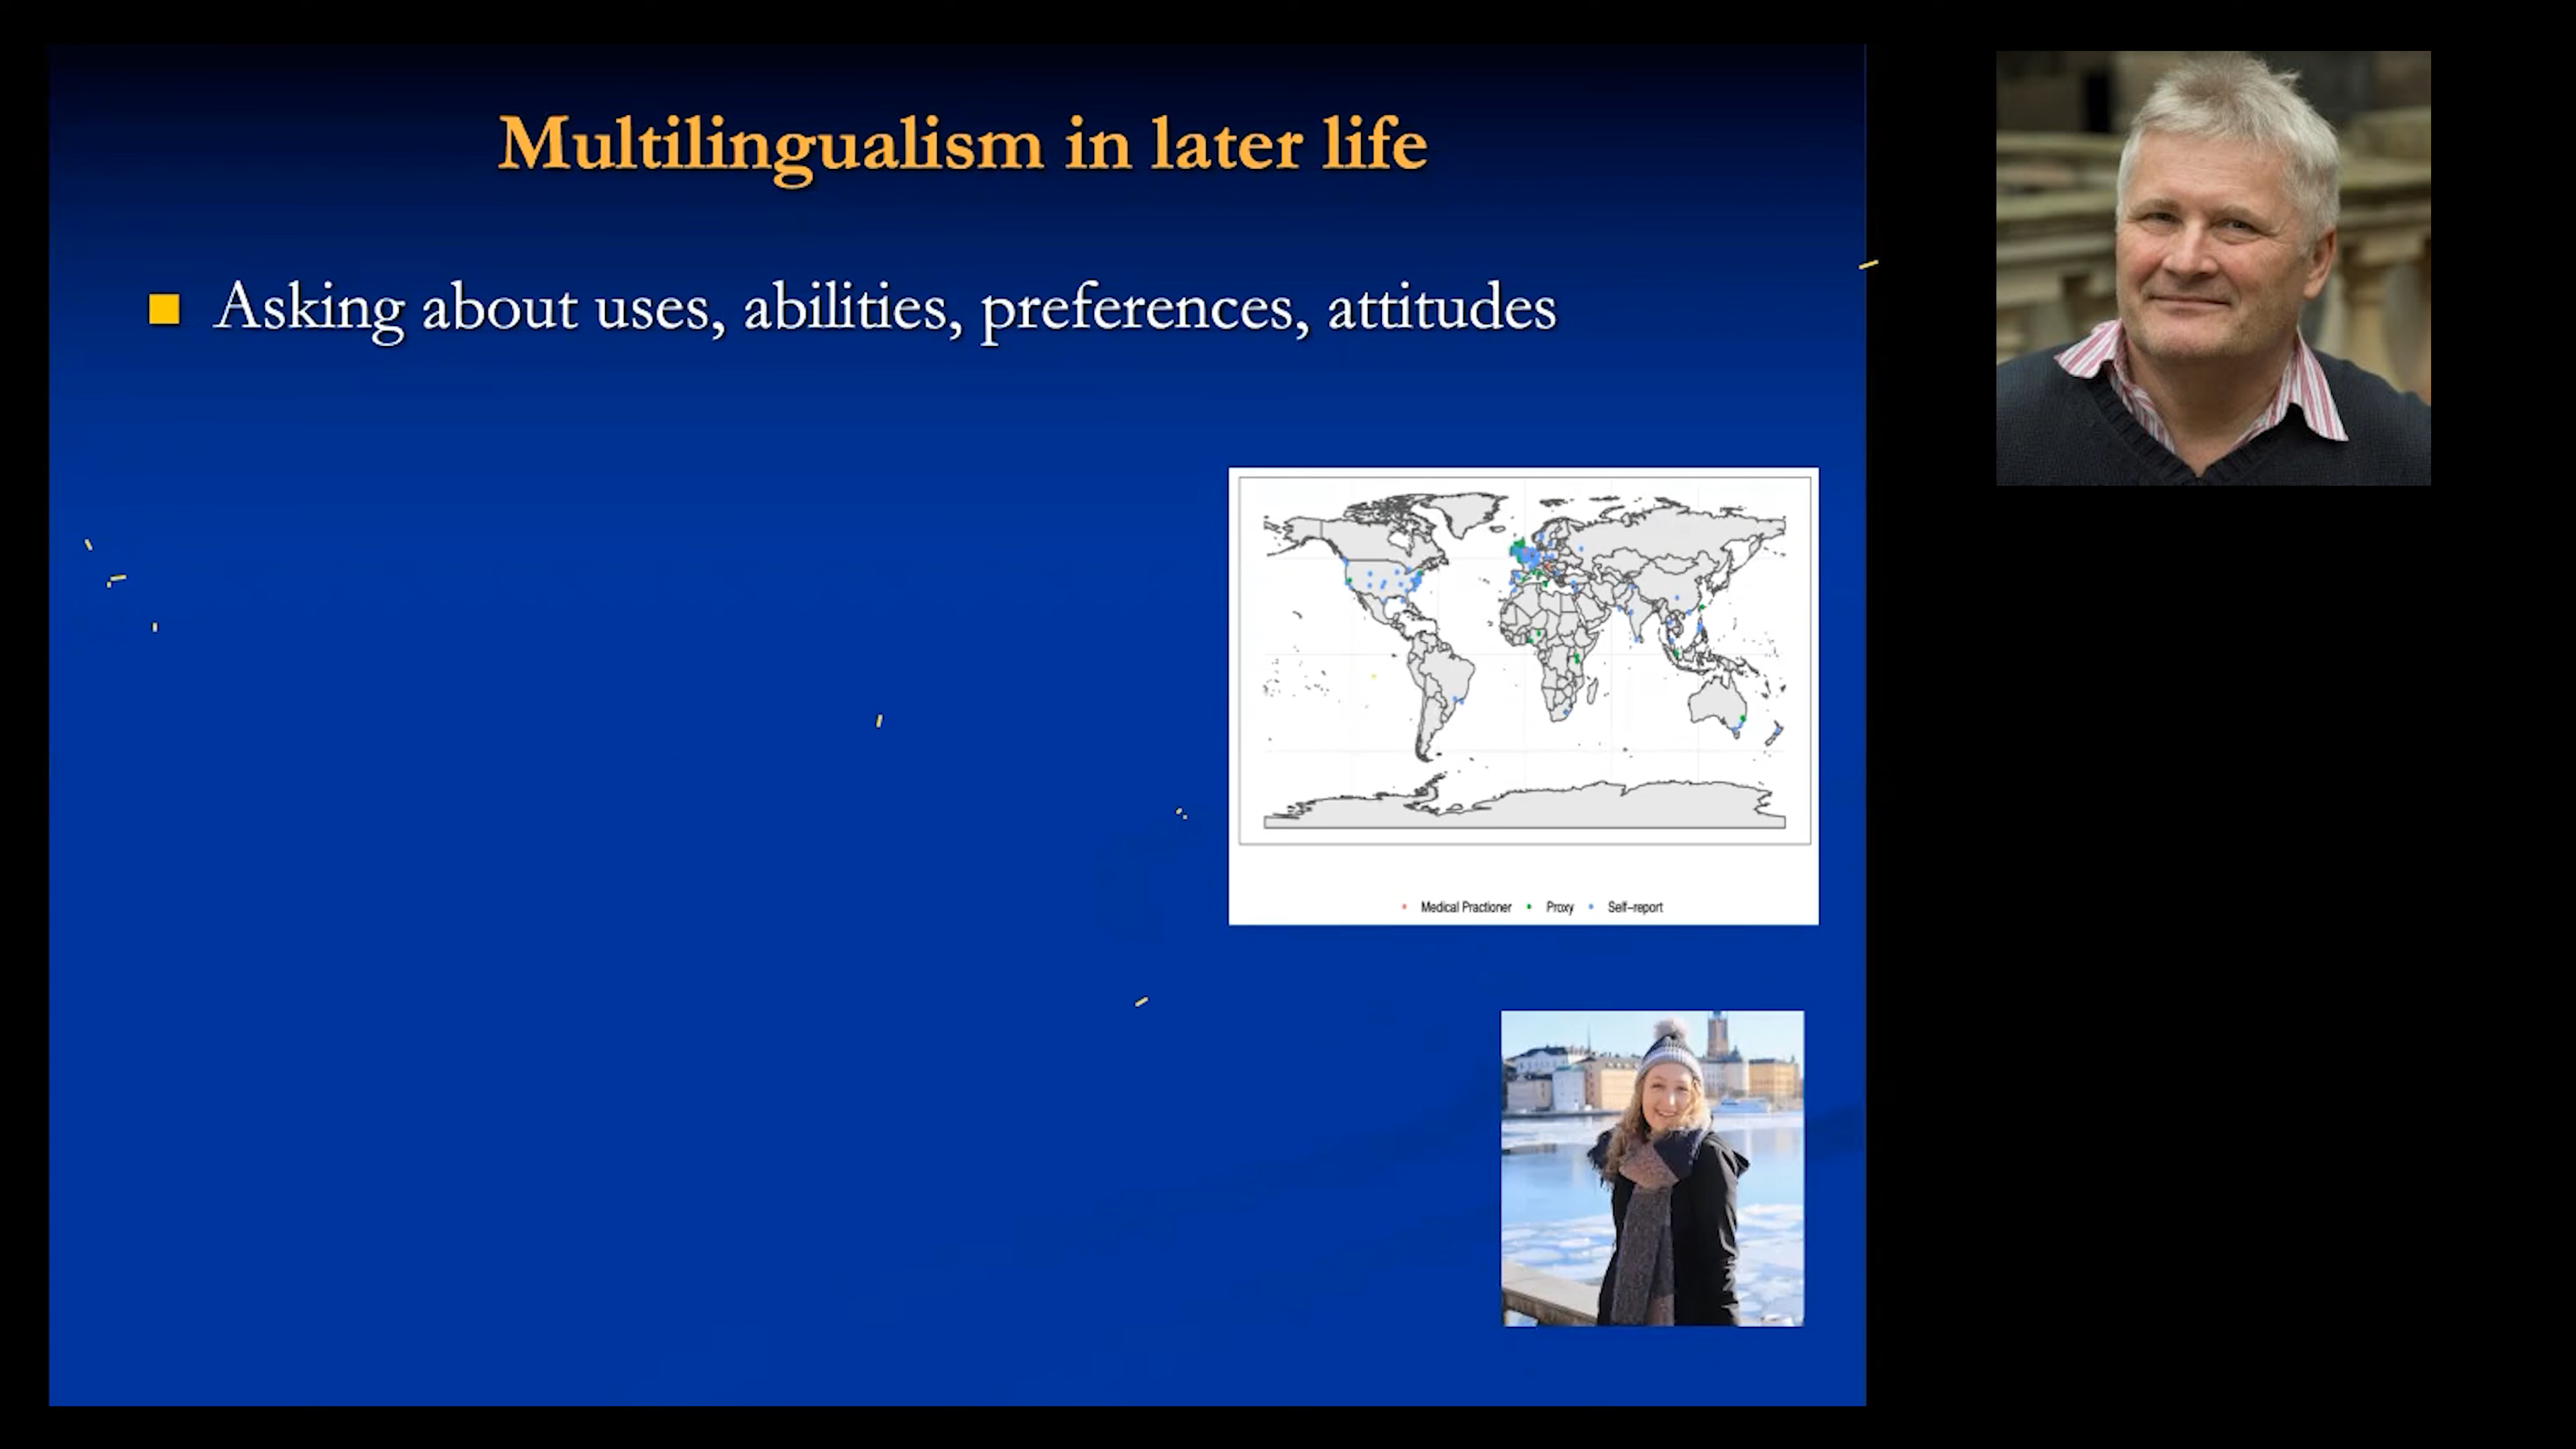 Multilingualism in later life
Asking about uses, abilities, preferences, attitudes
Medical Practioner Proxy Self-report